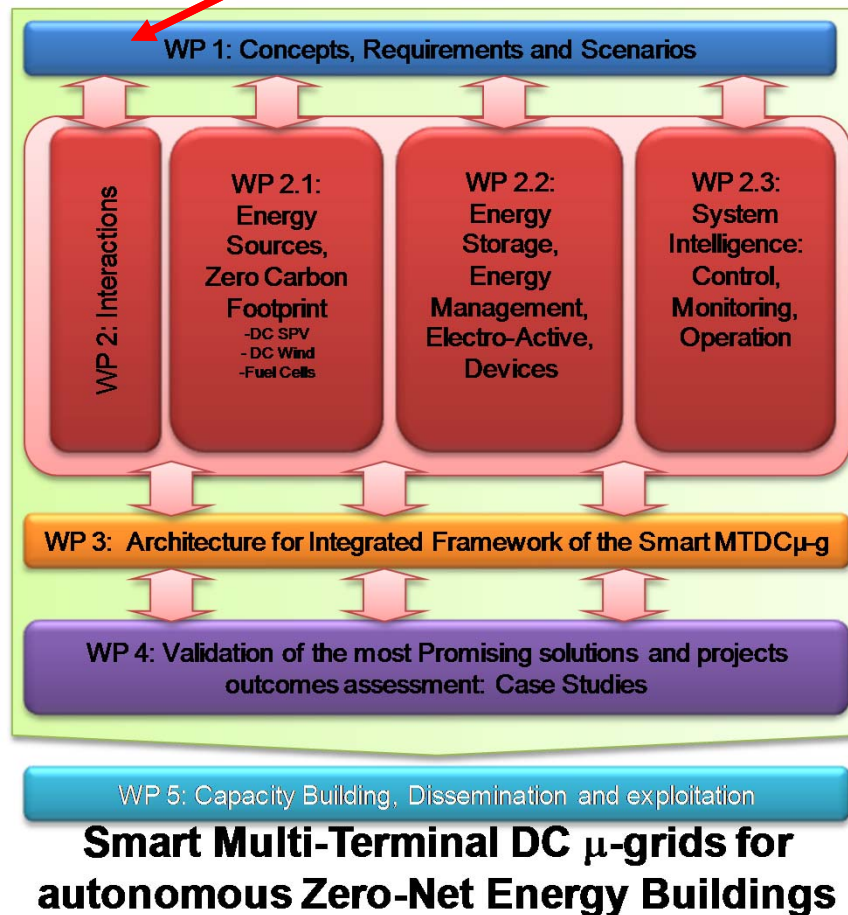 WP 1: Concepts, Requirements and Scenarios
WP 2: Interactions
WP 2.1:
Energy
Sources,
Zero Carbon
Footprint
-DC SPV
- DC Wind
-Fuel Cells
WP 2.2:
Energy
Storage,
Energy
Management,
Electro-Active,
Devices
WP 2.3:
System
Intelligence:
Control,
Monitoring,
Operation
WP 3: Architecture for Integrated Framework of the Smart MTDCμ-g
WP 4: Validation of the most Promising solutions and projects
outcomes assessment: Case Studies
WP 5: Capacity Building, Dissemination and exploitation
Smart Multi-Terminal DC μ-grids for
autonomous Zero-Net Energy Buildings